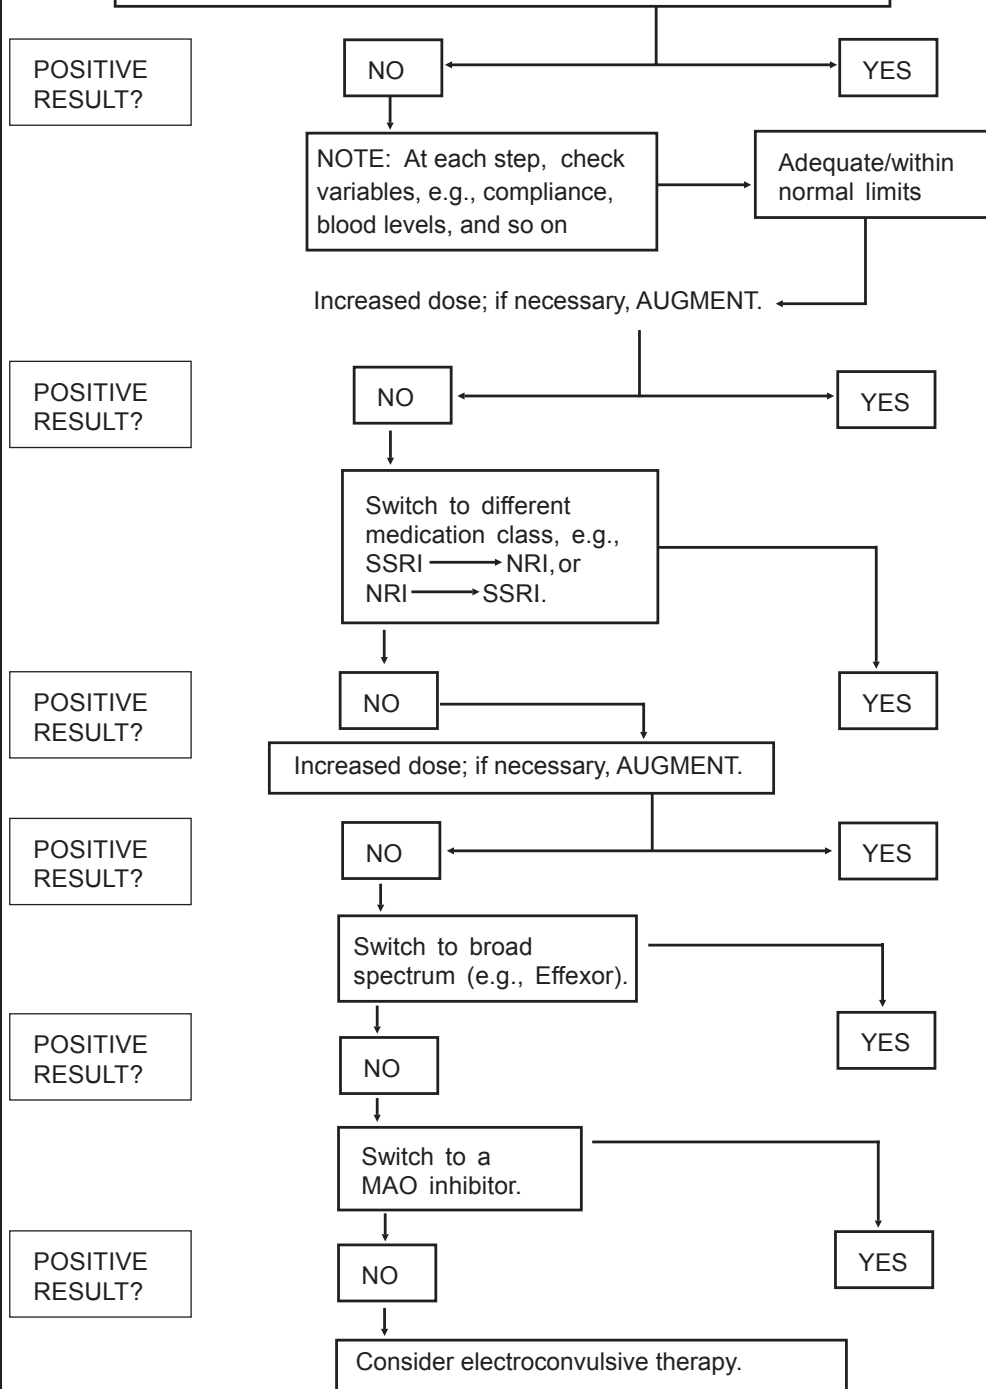 POSITIVE
RESULT?
NO
YES
NOTE: At each step, check
variables, e.g., compliance,
blood levels, and so on
Adequate/within
normal limits
Increased dose; if necessary, AUGMENT.
POSITIVE
RESULT?
NO
YES
Switch to different
medication class, e.g.,
SSRI → NRI, or
NRI → SSRI.
POSITIVE
RESULT?
NO
YES
Increased dose; if necessary, AUGMENT.
POSITIVE
RESULT?
NO
YES
Switch to broad
spectrum (e.g., Effexor).
POSITIVE
RESULT?
NO
YES
Switch to a
MAO inhibitor.
POSITIVE
RESULT?
NO
YES
Consider electroconvulsive therapy.